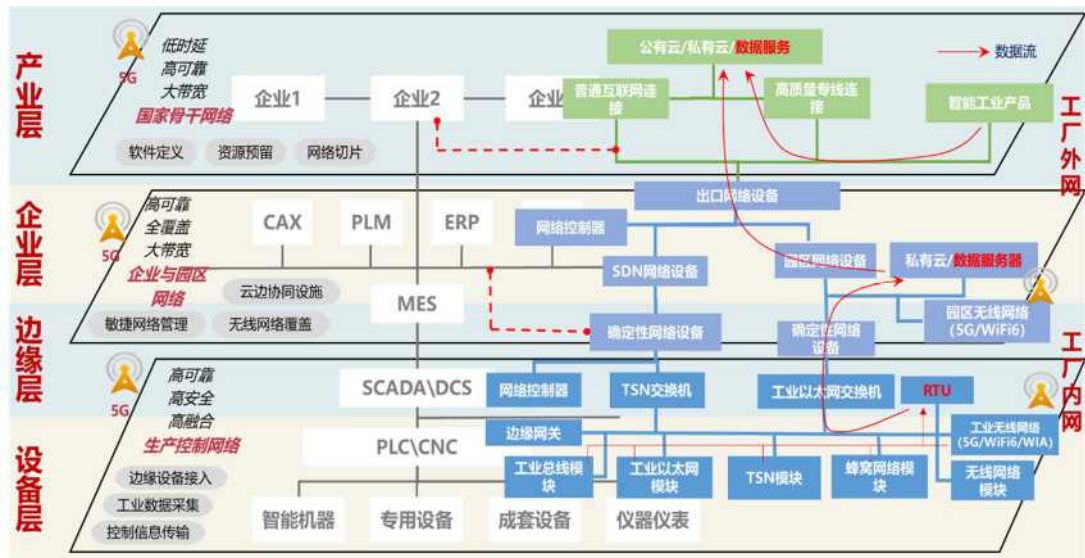 产业层
5G
低时延
高可靠
大带宽
国家骨干网络
软件定义
资源预留
网络切片
企业1
企业2
企业
公有云/私有云/数据服务
普通互联网连
接
高质量专线连
接
智能工业产品
数据流
工厂外网
企业层
5G
高可靠
全覆盖
大带宽
企业与园区
网络
云边协同设施
敏捷网络管理
无线网络覆盖
CAX
PLM
ERP
MES
出口网络设备
网络控制器
SDN网络设备
园区网络设备
私有云/数据服务器
园区无线网络
(5G/WiFi6)
确定性网络设备
确定性网络
设备
边缘层
5G
高可靠
高安全
高融合
生产控制网络
SCADA\DCS
网络控制器
TSN交换机
工业以太网交换机
RTU
工厂内网
设备层
边缘设备接入
工业数据采集
控制信息传输
PLC\CNC
边缘网关
工业无线网络
(5G/WiFi6/WIA)
工业总线模
块
工业以太网
模块
TSN模块
蜂窝网络模
块
无线网络
模块
智能机器
专用设备
成套设备
仪器仪表